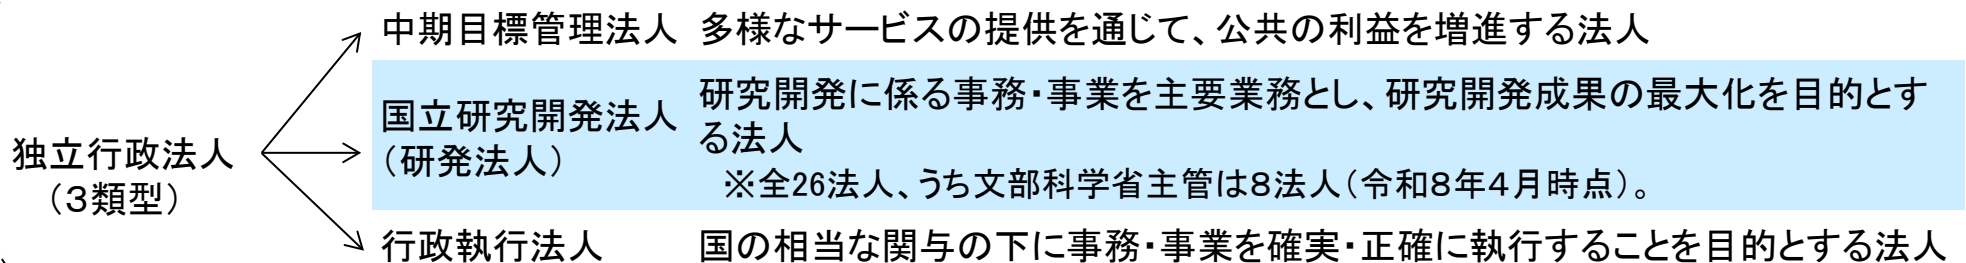 独立行政法人
（３類型）
中期目標管理法人 多様なサービスの提供を通じて、公共の利益を増進する法人
国立研究開発法人
（研発法人）
研究開発に係る事務・事業を主要業務とし、研究開発成果の最大化を目的とす
る法人
※全26法人、うち文部科学省主管は８法人（令和８年４月時点）。
行政執行法人 国の相当な関与の下に事務・事業を確実・正確に執行することを目的とする法人